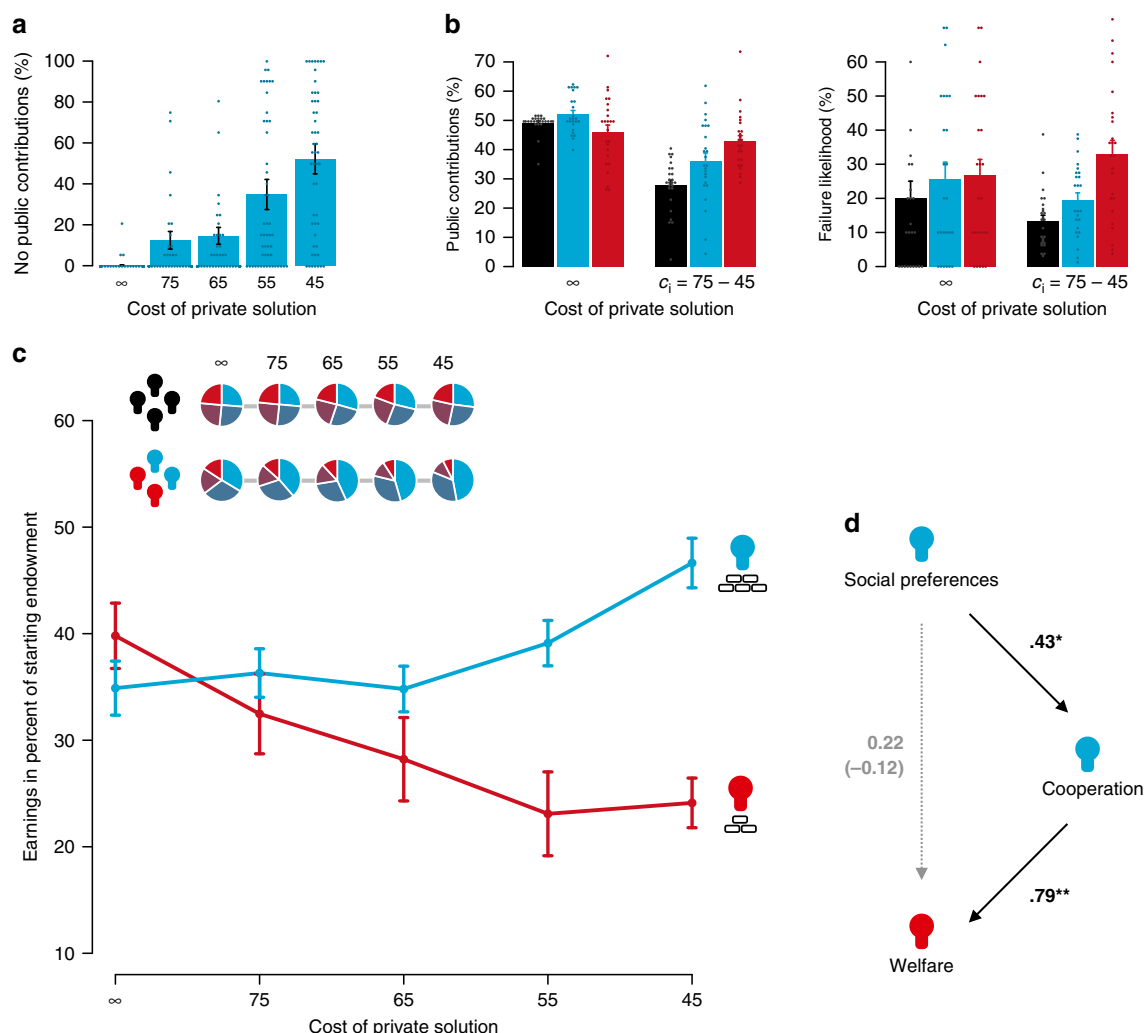 a
No public contributions (%)
100
80
60
40
20
0
∞ 75 65 55 45
Cost of private solution
b
Public contributions (%)
70
60
50
40
30
20
10
0
∞ ci = 75 – 45
Cost of private solution
Failure likelihood (%)
60
50
40
30
20
10
0
∞ ci = 75 – 45
Cost of private solution
c
∞ 75 65 55 45
Earnings in percent of starting endowment
60
50
40
30
20
10
∞ 75 65 55 45
Cost of private solution
d
Social preferences
.43*
0.22
(–0.12)
Cooperation
.79**
Welfare